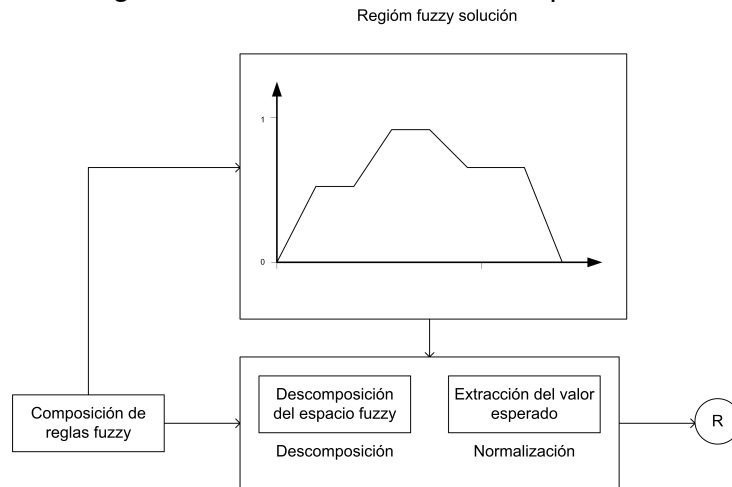 Regióm fuzzy solución
1
0
Composición de
reglas fuzzy
Descomposición
del espacio fuzzy
Extracción del valor
esperado
Descomposición
Normalización
R